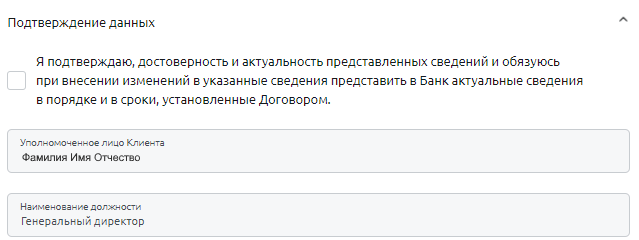 Подтверждение данных
Я подтверждаю, достоверность и актуальность представленных сведений и обязуюсь
при внесении изменений в указанные сведения представить в Банк актуальные сведения
в порядке и в сроки, установленные Договором.
Уполномоченное лицо Клиента
Фамилия Имя Отчество
Наименование должности
Генеральный директор